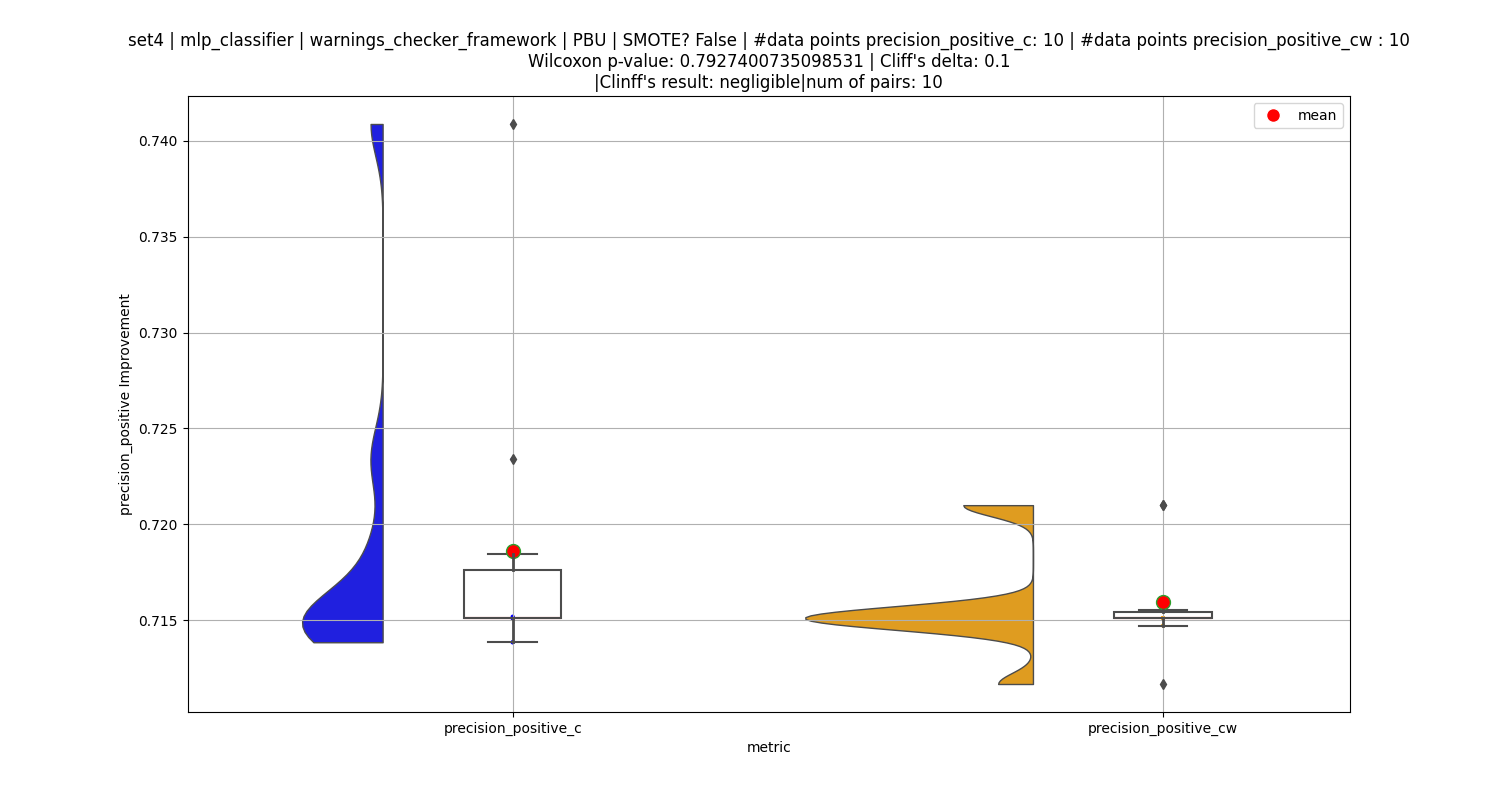 set4 | mlp_classifier | warnings_checker_framework | PBU | SMOTE? False | #data points precision_positive_c: 10 | #data points precision_positive_cw : 10
Wilcoxon p-value: 0.7927400735098531 | Cliff's delta: 0.1
|Clinff's result: negligible|num of pairs: 10
mean
0.740
0.735
0.730
0.725
0.720
0.715
precision_positive Improvement
precision_positive_c
precision_positive_cw
metric